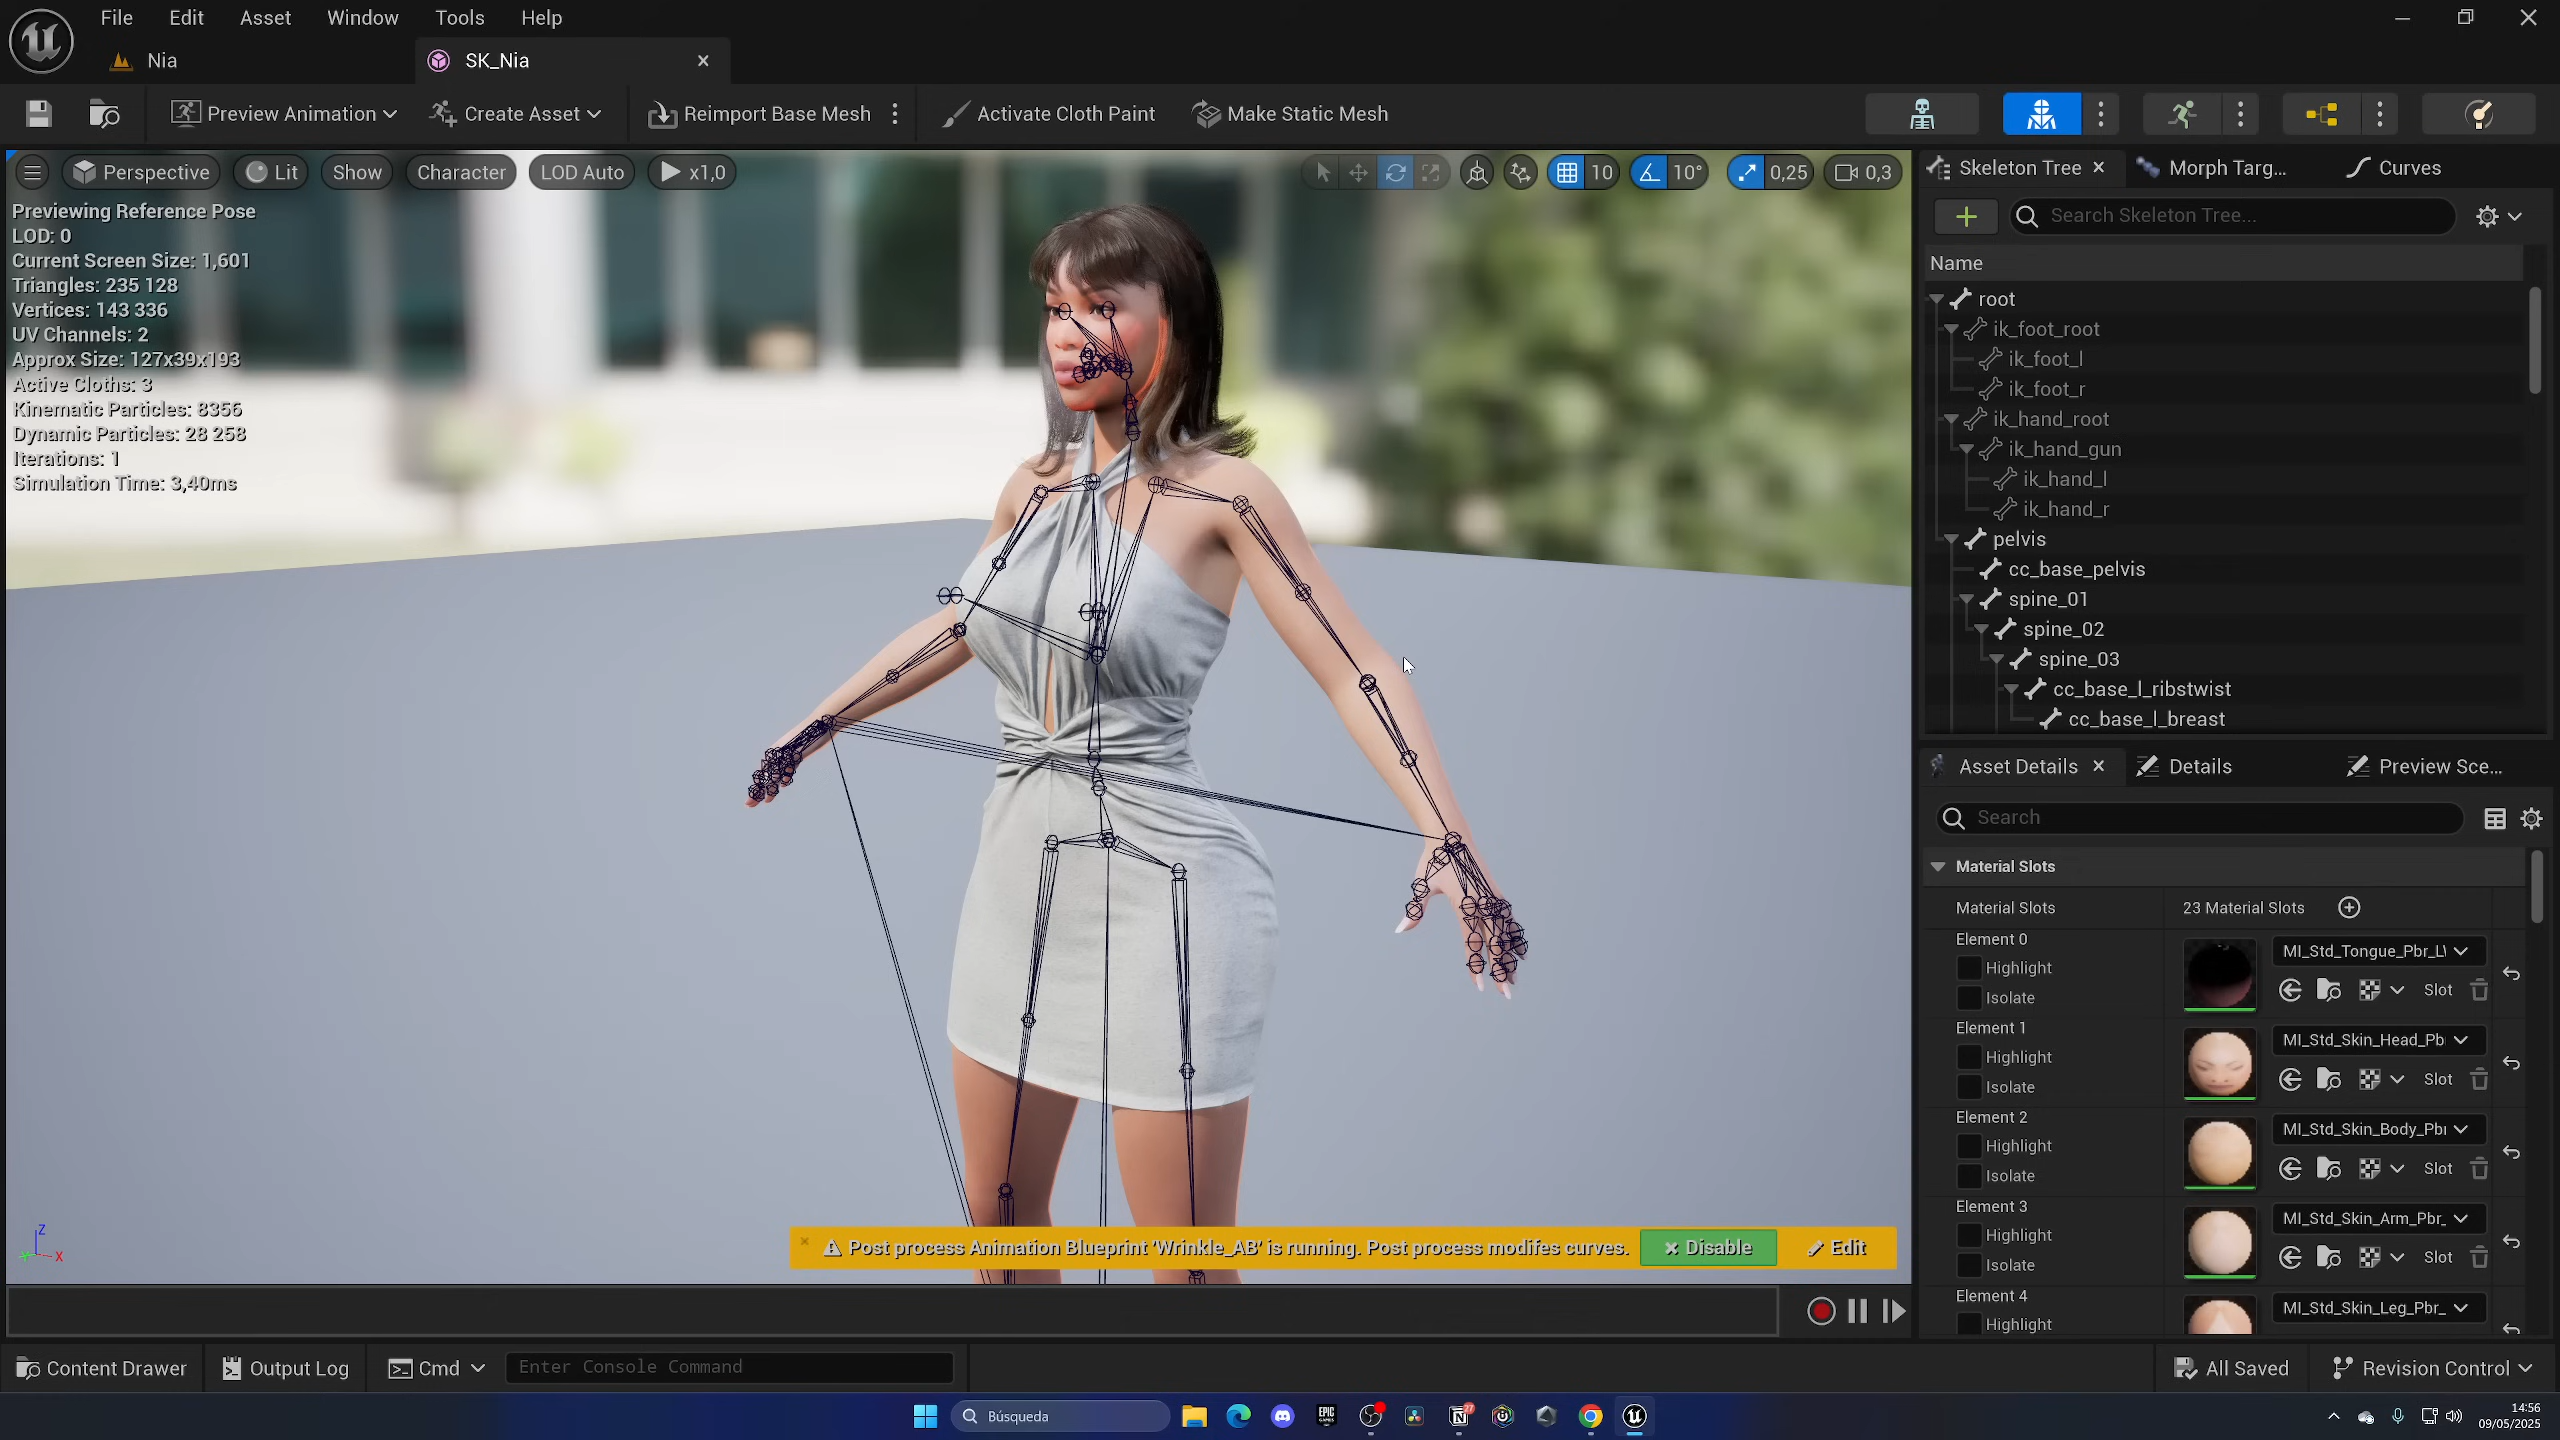 File Edit Asset Window Tools Help
Nia SK_Nia
Preview Animation Create Asset Reimport Base Mesh Activate Cloth Paint Make Static Mesh
Perspective Lit Show Character LOD Auto x1,0 10 10° 0,25 0,3
Previewing Reference Pose
LOD: 0
Current Screen Size: 1,601
Triangles: 235 128
Vertices: 143 336
UV Channels: 2
Approx Size: 127x39x193
Active Cloths: 3
Kinematic Particles: 8356
Dynamic Particles: 28 258
Iterations: 1
Simulation Time: 3,40ms
Z
Y X
Post process Animation Blueprint 'Wrinkle_AB' is running. Post process modifes curves. Disable Edit
Skeleton Tree Morph Targ... Curves
Search Skeleton Tree...
Name
root
ik_foot_root
ik_foot_l
ik_foot_r
ik_hand_root
ik_hand_gun
ik_hand_l
ik_hand_r
pelvis
cc_base_pelvis
spine_01
spine_02
spine_03
cc_base_l_ribstwist
cc_base_l_breast
Asset Details Details Preview Sce...
Search
Material Slots
Material Slots 23 Material Slots
Element 0 MI_Std_Tongue_Pbr_L
Highlight
Isolate Slot
Element 1 MI_Std_Skin_Head_Pb
Highlight
Isolate Slot
Element 2 MI_Std_Skin_Body_Pb
Highlight
Isolate Slot
Element 3 MI_Std_Skin_Arm_Pbr_
Highlight
Isolate Slot
Element 4 MI_Std_Skin_Leg_Pbr_
Highlight
Content Drawer Output Log Cmd Enter Console Command All Saved Revision Control
Búsqueda
EPIC GAMES
27
14:56
09/05/2025